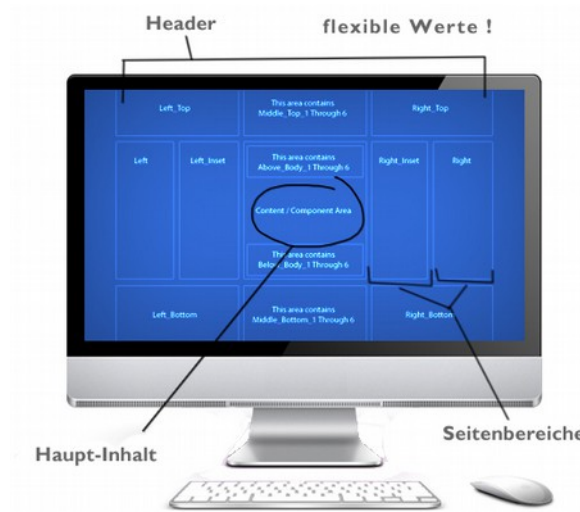 Header
flexible Werte !
Left_Top
This area contains
Middle_Top_1 Through 6
Right_Top
Left
Left_Inset
This area contains
Above_Body_1 Through 6
Right_Inset
Right
Content / Component Area
This area contains
Below_Body_1 Through 6
Left_Bottom
This area contains
Middle_Bottom_1 Through 6
Right_Bottom
Haupt-Inhalt
Seitenbereiche